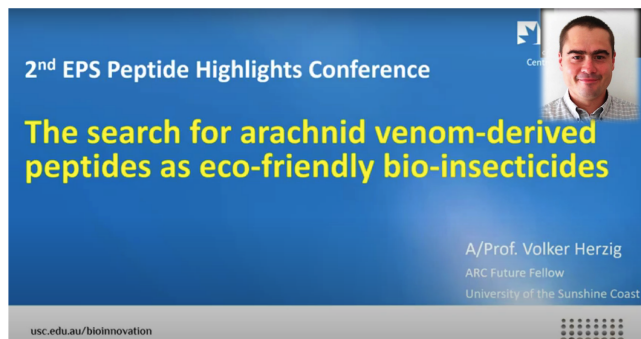 2nd EPS Peptide Highlights Conference
Cent
The search for arachnid venom-derived
peptides as eco-friendly bio-insecticides
A/Prof. Volker Herzig
ARC Future Fellow
University of the Sunshine Coast
usc.edu.au/bioinnovation